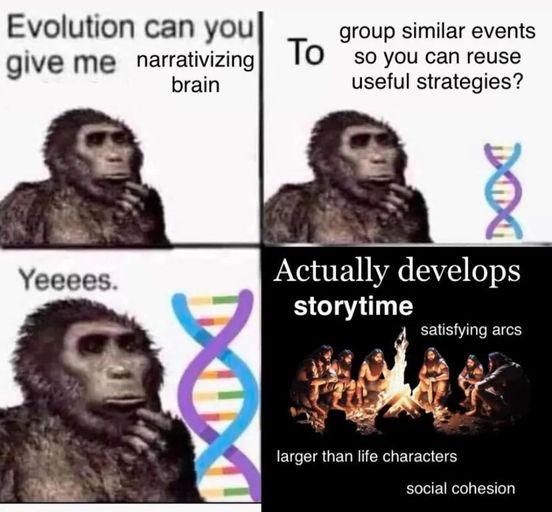 Evolution can you
give me narrativizing
brain
To group similar events
so you can reuse
useful strategies?
Yeeees.
Actually develops
storytime
satisfying arcs
larger than life characters
social cohesion